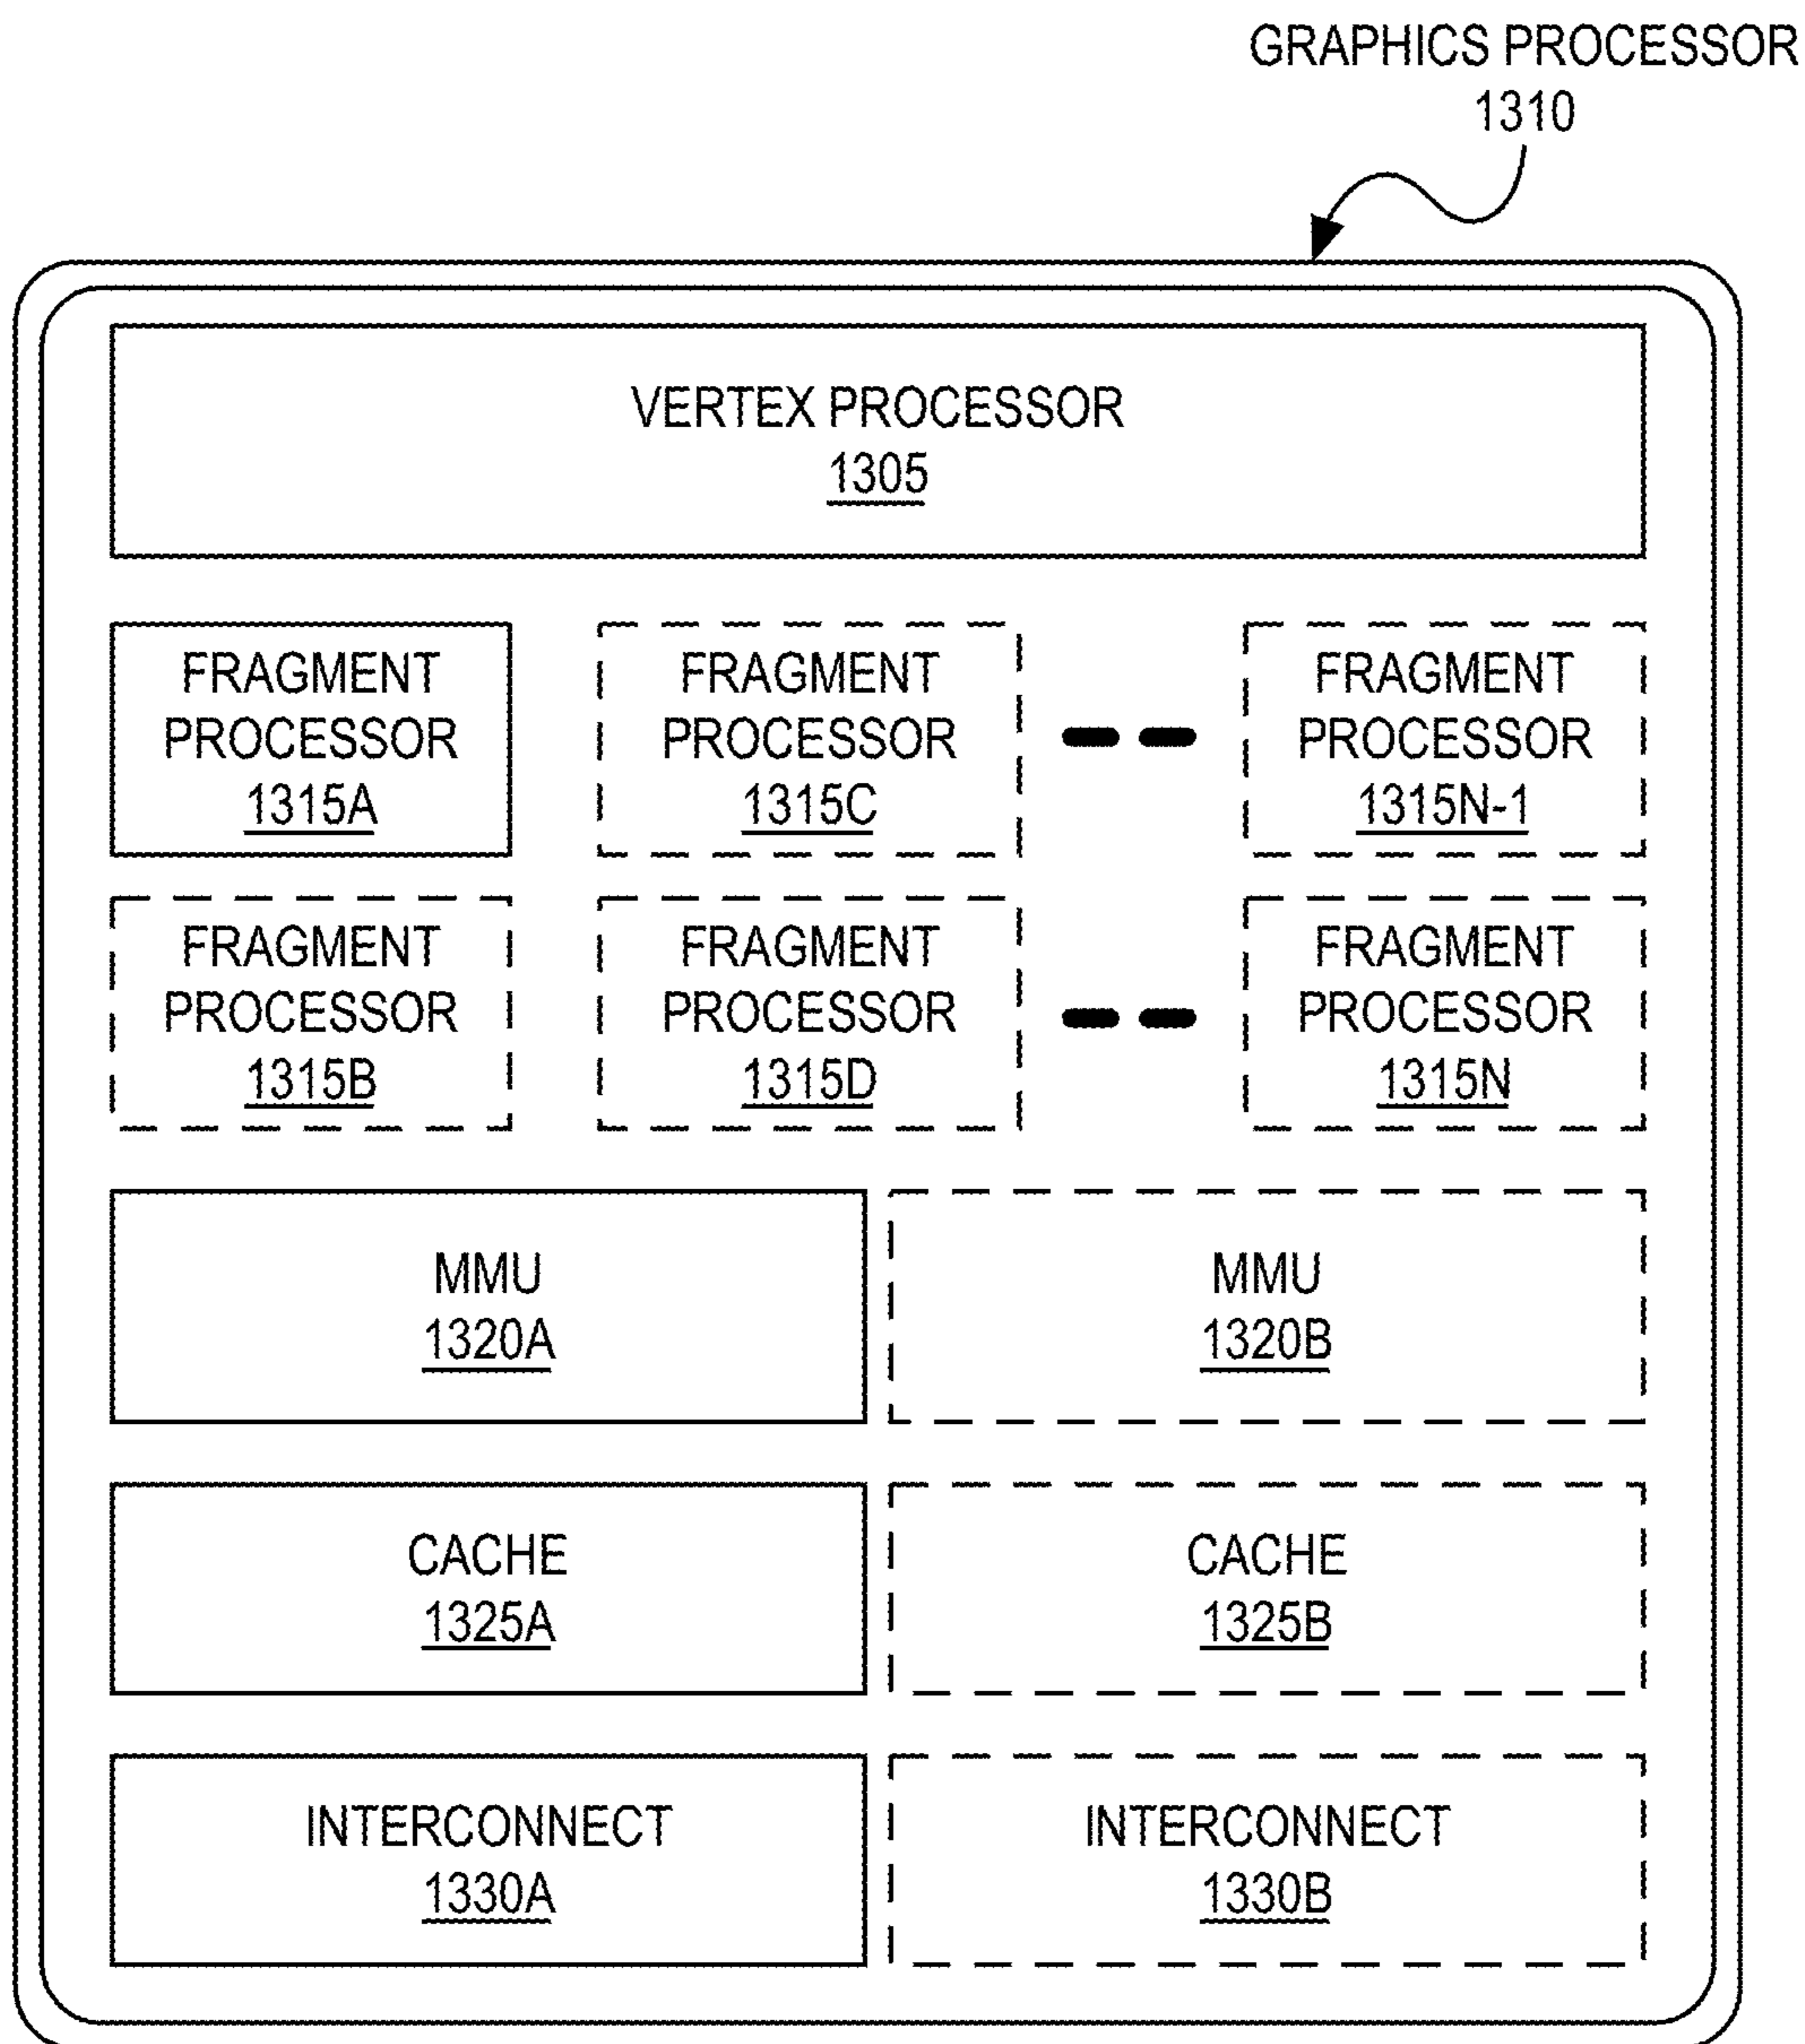 GRAPHICS PROCESSOR
1310
VERTEX PROCESSOR
1305
FRAGMENT
PROCESSOR
1315A
FRAGMENT
PROCESSOR
1315C
FRAGMENT
PROCESSOR
1315N-1
FRAGMENT
PROCESSOR
1315B
FRAGMENT
PROCESSOR
1315D
FRAGMENT
PROCESSOR
1315N
MMU
1320A
MMU
1320B
CACHE
1325A
CACHE
1325B
INTERCONNECT
1330A
INTERCONNECT
1330B